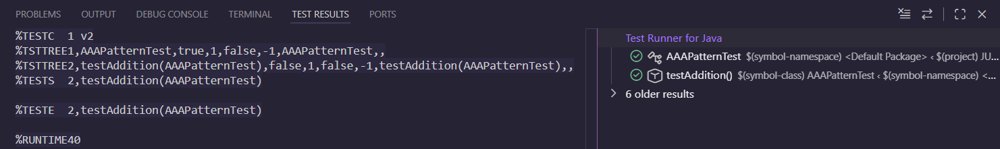 PROBLEMS OUTPUT DEBUG CONSOLE TERMINAL TEST RESULTS PORTS
%TESTC  1 v2
%TSTTREE1,AAAPatternTest,true,1,false,-1,AAAPatternTest,,
%TSTTREE2,testAddition(AAAPatternTest),false,1,false,-1,testAddition(AAAPatternTest),,
%TESTS  2,testAddition(AAAPatternTest)
%TESTE  2,testAddition(AAAPatternTest)
%RUNTIME40
Test Runner for Java
AAAPatternTest $(symbol-namespace) <Default Package> ‹ $(project) JU...
testAddition() $(symbol-class) AAAPatternTest ‹ $(symbol-namespace) <...
6 older results